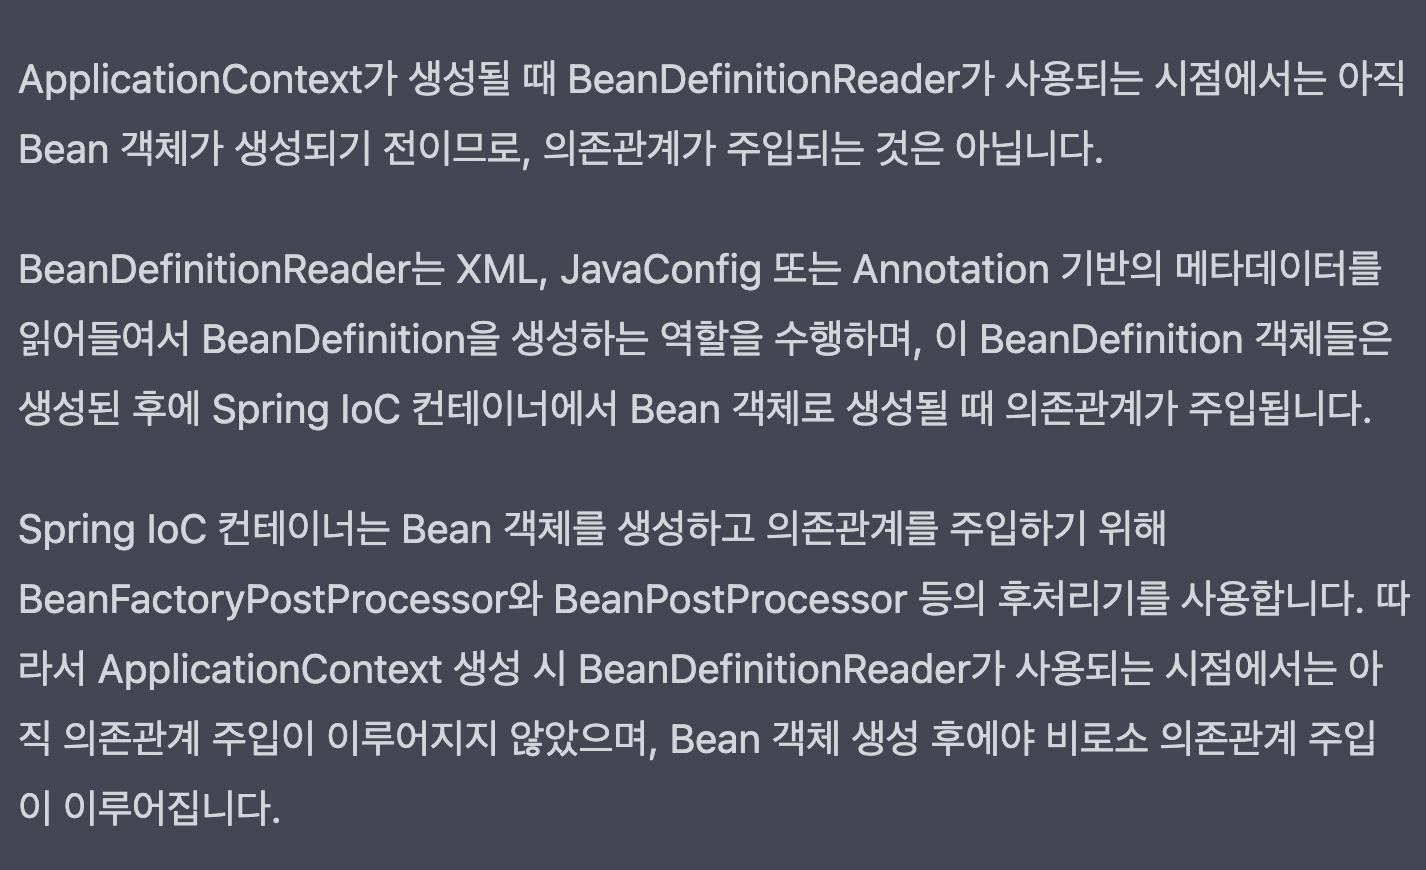 ApplicationContext가 생성될 때 BeanDefinitionReader가 사용되는 시점에서는 아직
Bean 객체가 생성되기 전이므로, 의존관계가 주입되는 것은 아닙니다.
BeanDefinitionReader는 XML, JavaConfig 또는 Annotation 기반의 메타데이터를
읽어들여서 BeanDefinition을 생성하는 역할을 수행하며, 이 BeanDefinition 객체들은
생성된 후에 Spring IoC 컨테이너에서 Bean 객체로 생성될 때 의존관계가 주입됩니다.
Spring IoC 컨테이너는 Bean 객체를 생성하고 의존관계를 주입하기 위해
BeanFactoryPostProcessor와 BeanPostProcessor 등의 후처리기를 사용합니다. 따
라서 ApplicationContext 생성 시 BeanDefinitionReader가 사용되는 시점에서는 아
직 의존관계 주입이 이루어지지 않았으며, Bean 객체 생성 후에야 비로소 의존관계 주입
이 이루어집니다.